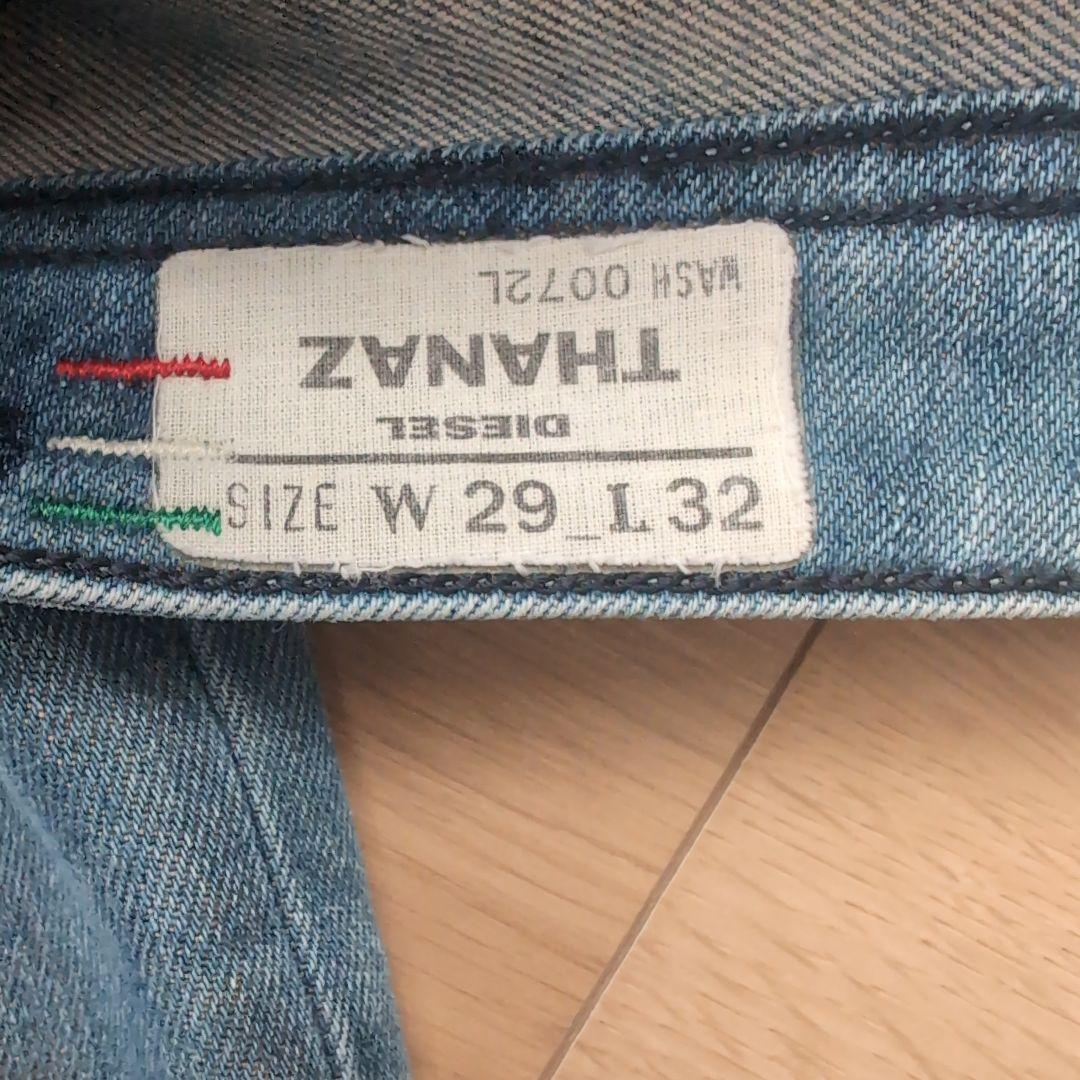 WASH 0072L
THANAZ
DIESEL
SIZE W 29_L 32